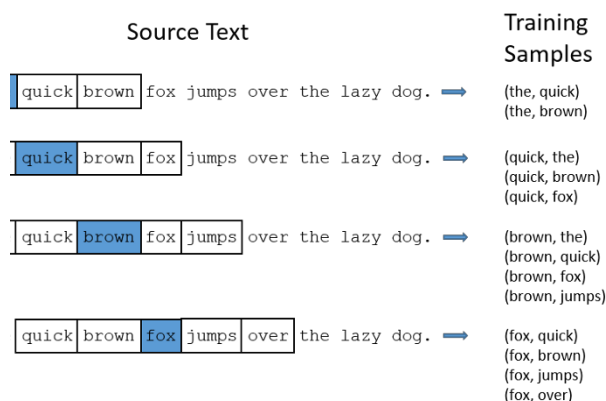 Source Text
Training
Samples
quick brown fox jumps over the lazy dog.
(the, quick)
(the, brown)
quick brown fox jumps over the lazy dog.
(quick, the)
(quick, brown)
(quick, fox)
quick brown fox jumps over the lazy dog.
(brown, the)
(brown, quick)
(brown, fox)
(brown, jumps)
quick brown fox jumps over the lazy dog.
(fox, quick)
(fox, brown)
(fox, jumps)
(fox, over)